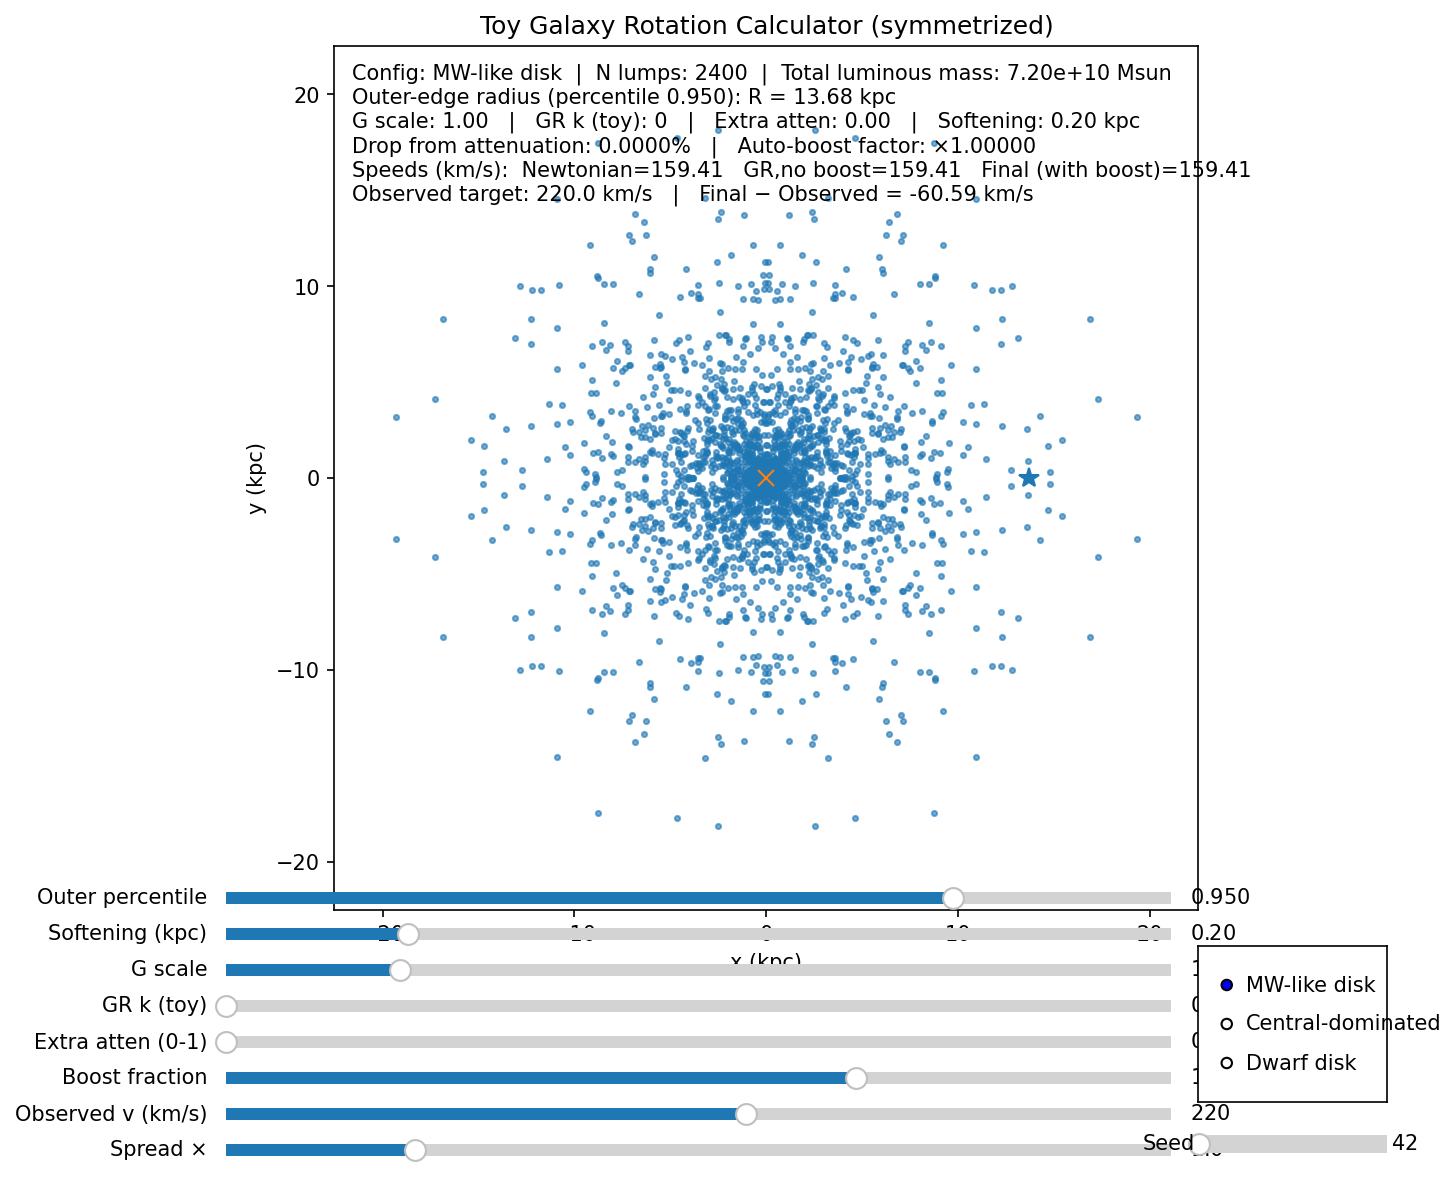 Toy Galaxy Rotation Calculator (symmetrized)
Config: MW-like disk | N lumps: 2400 | Total luminous mass: 7.20e+10 Msun
Outer-edge radius (percentile 0.950): R = 13.68 kpc
G scale: 1.00 | GR k (toy): 0 | Extra atten: 0.00 | Softening: 0.20 kpc
Drop from attenuation: 0.0000% | Auto-boost factor: ×1.00000
Speeds (km/s): Newtonian=159.41 GR,no boost=159.41 Final (with boost)=159.41
Observed target: 220.0 km/s | Final − Observed = -60.59 km/s
20
10
0
−10
−20
y (kpc)
x (kpc)
Outer percentile 0.950
Softening (kpc) 0.20
G scale
GR k (toy)
Extra atten (0-1)
Boost fraction
Observed v (km/s) 220
Spread ×
MW-like disk
Central-dominated
Dwarf disk
Seed 42